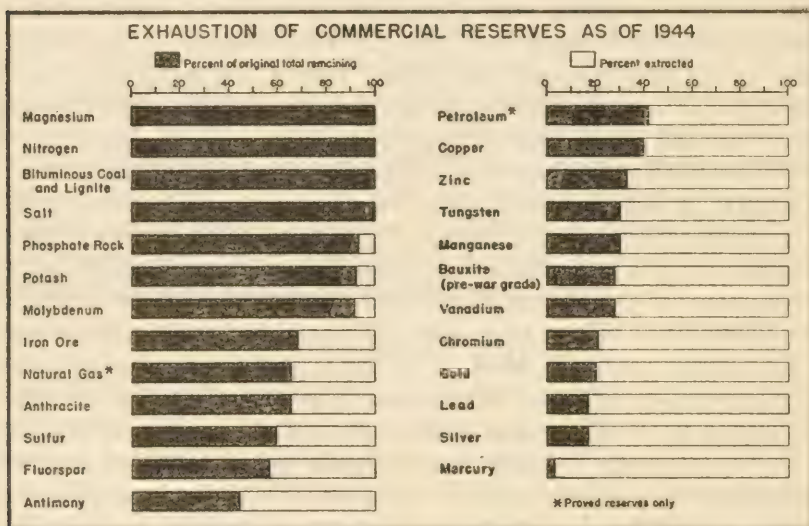 EXHAUSTION OF COMMERCIAL RESERVES AS OF 1944
Percent of original total remaining
Percent extracted
0 20 40 60 80 100
Magnesium
Nitrogen
Bituminous Coal
and Lignite
Salt
Phosphate Rock
Potash
Molybdenum
Iron Ore
Natural Gas*
Anthracite
Sulfur
Fluorspar
Antimony
0 20 40 60 80 100
Petroleum*
Copper
Zinc
Tungsten
Manganese
Bauxite
(pre-war grade)
Vanadium
Chromium
Gold
Lead
Silver
Mercury
*Proved reserves only